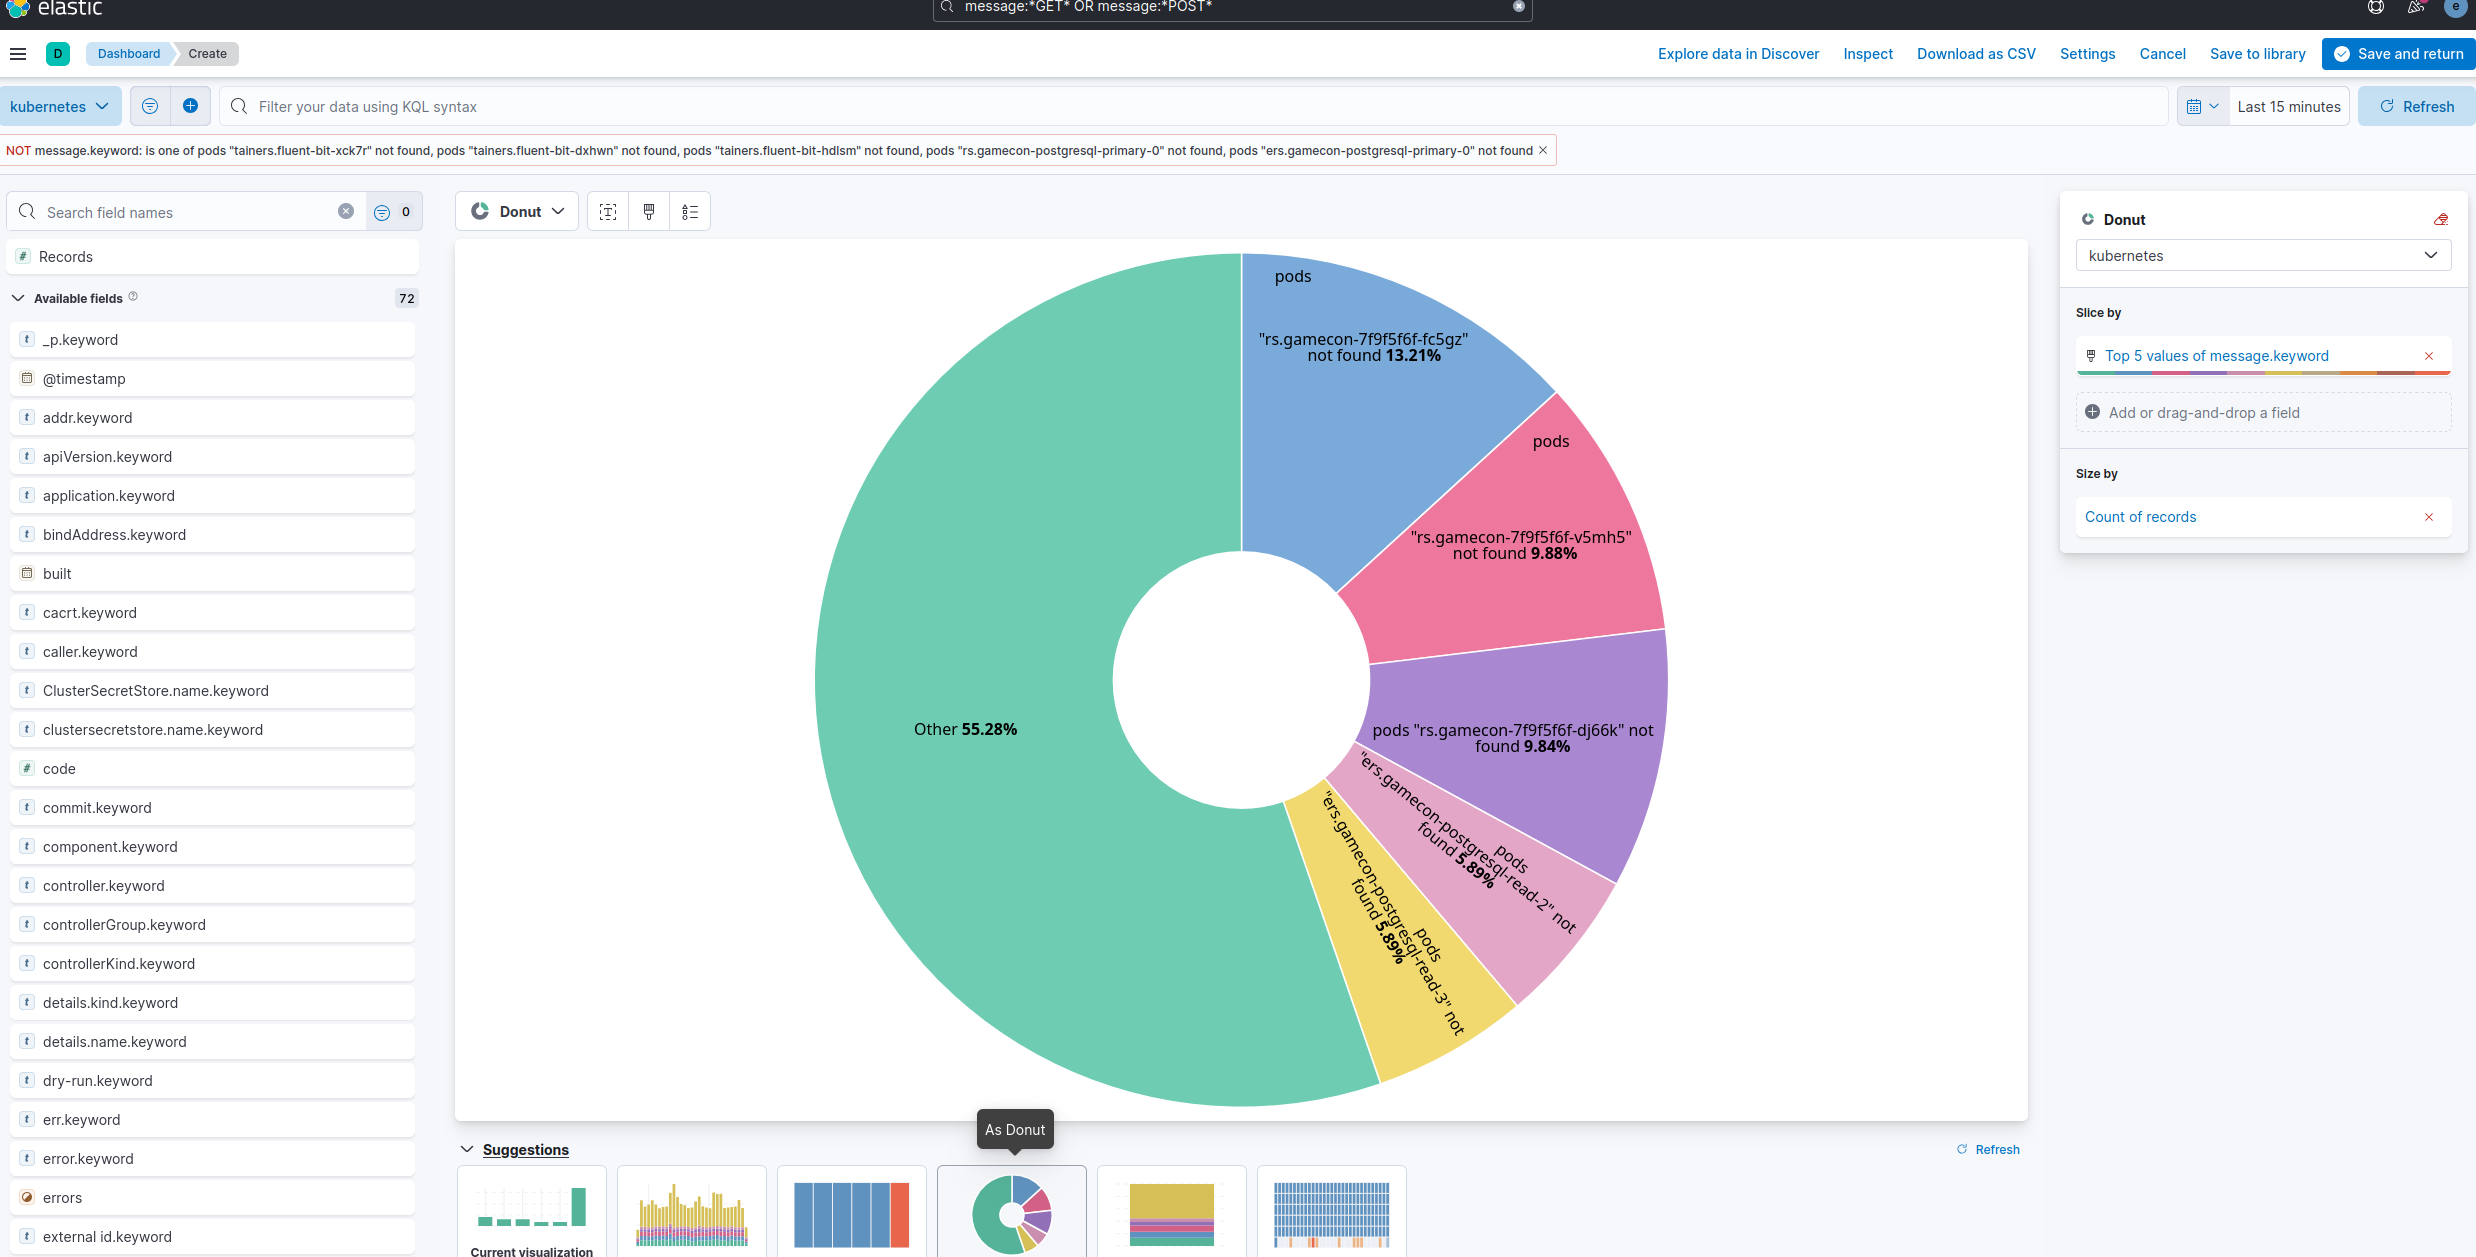 elastic
message:*GET* OR message:*POST*
e
D
Dashboard
Create
Explore data in Discover
Inspect
Download as CSV
Settings
Cancel
Save to library
Save and return
kubernetes
Filter your data using KQL syntax
Last 15 minutes
Refresh
NOT message.keyword: is one of pods "tainers.fluent-bit-xck7r" not found, pods "tainers.fluent-bit-dxhwn" not found, pods "tainers.fluent-bit-hdlsm" not found, pods "rs.gamecon-postgresql-primary-0" not found, pods "ers.gamecon-postgresql-primary-0" not found
Search field names
0
# Records
Available fields
72
t _p.keyword
@timestamp
t addr.keyword
t apiVersion.keyword
t application.keyword
t bindAddress.keyword
built
t cacrt.keyword
t caller.keyword
t ClusterSecretStore.name.keyword
t clustersecretstore.name.keyword
# code
t commit.keyword
t component.keyword
t controller.keyword
t controllerGroup.keyword
t controllerKind.keyword
t details.kind.keyword
t details.name.keyword
t dry-run.keyword
t err.keyword
t error.keyword
errors
t external id.keyword
Donut
pods
"rs.gamecon-7f9f5f6f-fc5gz"
not found 13.21%
pods
"rs.gamecon-7f9f5f6f-v5mh5"
not found 9.88%
pods "rs.gamecon-7f9f5f6f-dj66k" not
found 9.84%
pods
"ers.gamecon-postgresql-read-2" not
found 5.89%
pods
"ers.gamecon-postgresql-read-3" not
found 5.89%
Other 55.28%
As Donut
Suggestions
Refresh
Current visualization
Donut
kubernetes
Slice by
Top 5 values of message.keyword
Add or drag-and-drop a field
Size by
Count of records